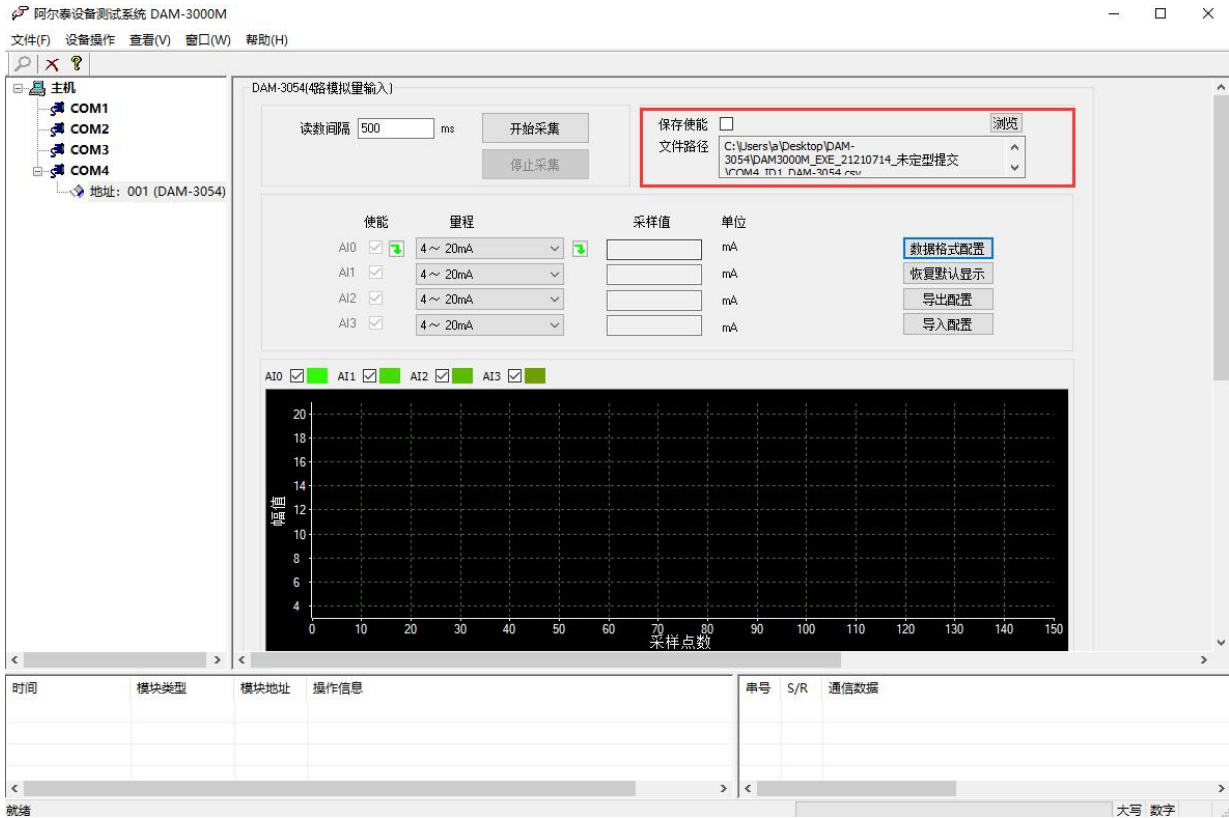 阿尔泰设备测试系统 DAM-3000M
文件(F) 设备操作 查看(V) 窗口(W) 帮助(H)
主机
COM1
COM2
COM3
COM4
地址：001 (DAM-3054)
DAM-3054(4路模拟量输入)
读数间隔 500 ms 开始采集
停止采集
保存使能 浏览
文件路径 C:\Users\a\Desktop\DAM-
3054\DAM3000M_EXE_21210714_未定型提交
\COM4_ID1_DAM-3054.csv
使能 量程 采样值 单位
AI0 4～ 20mA mA 数据格式配置
AI1 4～ 20mA mA 恢复默认显示
AI2 4～ 20mA mA 导出配置
AI3 4～ 20mA mA 导入配置
AI0 AI1 AI2 AI3
20
18
16
14
12
10
8
6
4
幅值
0 10 20 30 40 50 60 70 80 90 100 110 120 130 140 150
采样点数
时间 模块类型 模块地址 操作信息
串号 S/R 通信数据
就绪 大写 数字